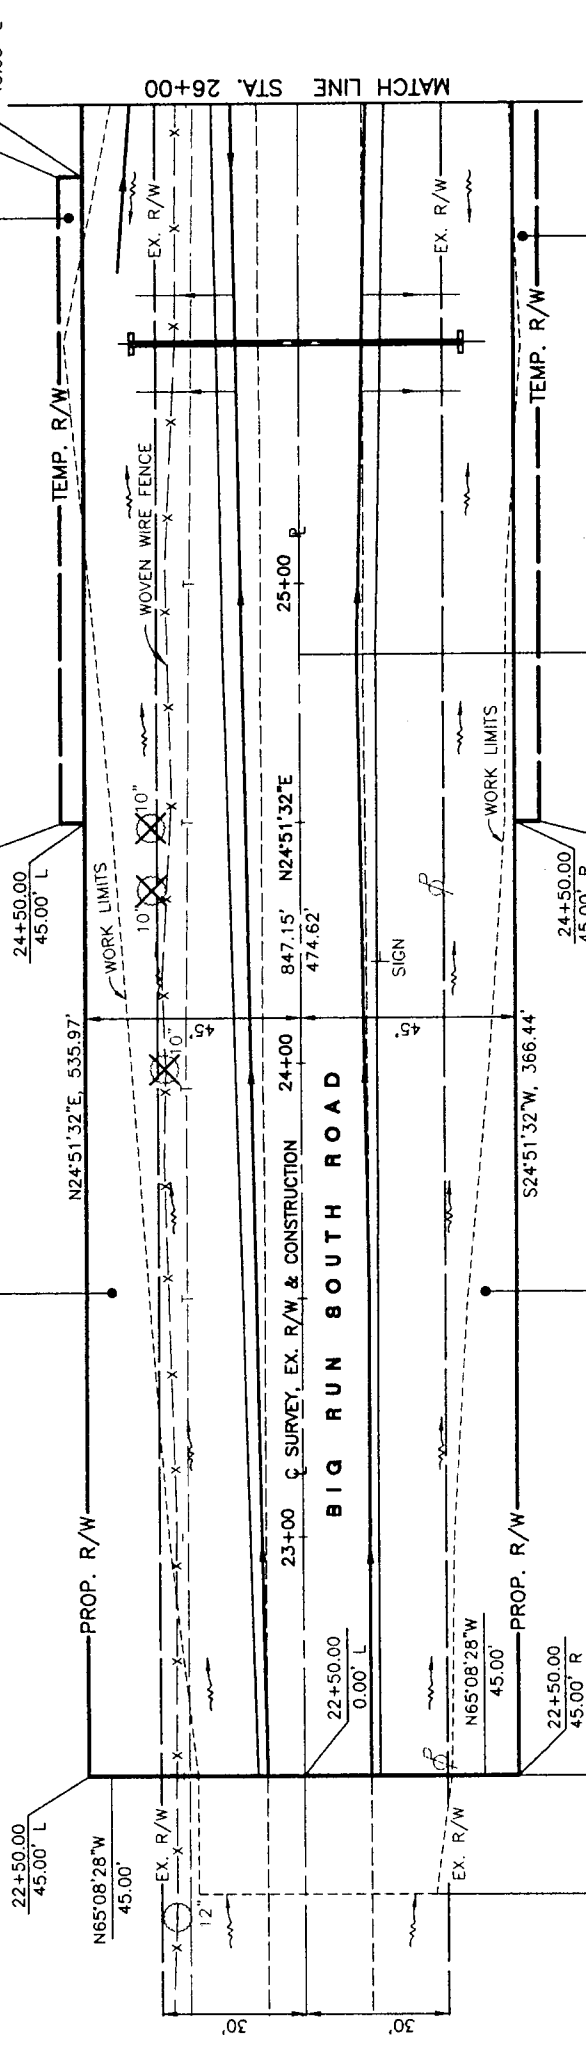 MATCH LINE STA. 26+00
TEMP. R/W
EX. R/W
EX. R/W
TEMP. R/W
WOVEN WIRE FENCE
25+00
T
24+50.00
45.00' L
WORK LIMITS
10"
10"
T
847.15' N24°51'32"E
474.62'
WORK LIMITS
24+50.00
45.00' R
SIGN
N24°51'32"E, 535.97'
45'
45'
S24°51'32"W, 366.44'
10"
T
24+00
T
BIG RUN SOUTH ROAD
℄ SURVEY, EX. R/W & CONSTRUCTION
23+00
PROP. R/W
PROP. R/W
22+50.00
0.00' L
22+50.00
45.00' L
N65°08'28"W
45.00'
N65°08'28"W
45.00'
22+50.00
45.00' R
EX. R/W
EX. R/W
12"
30'
30'